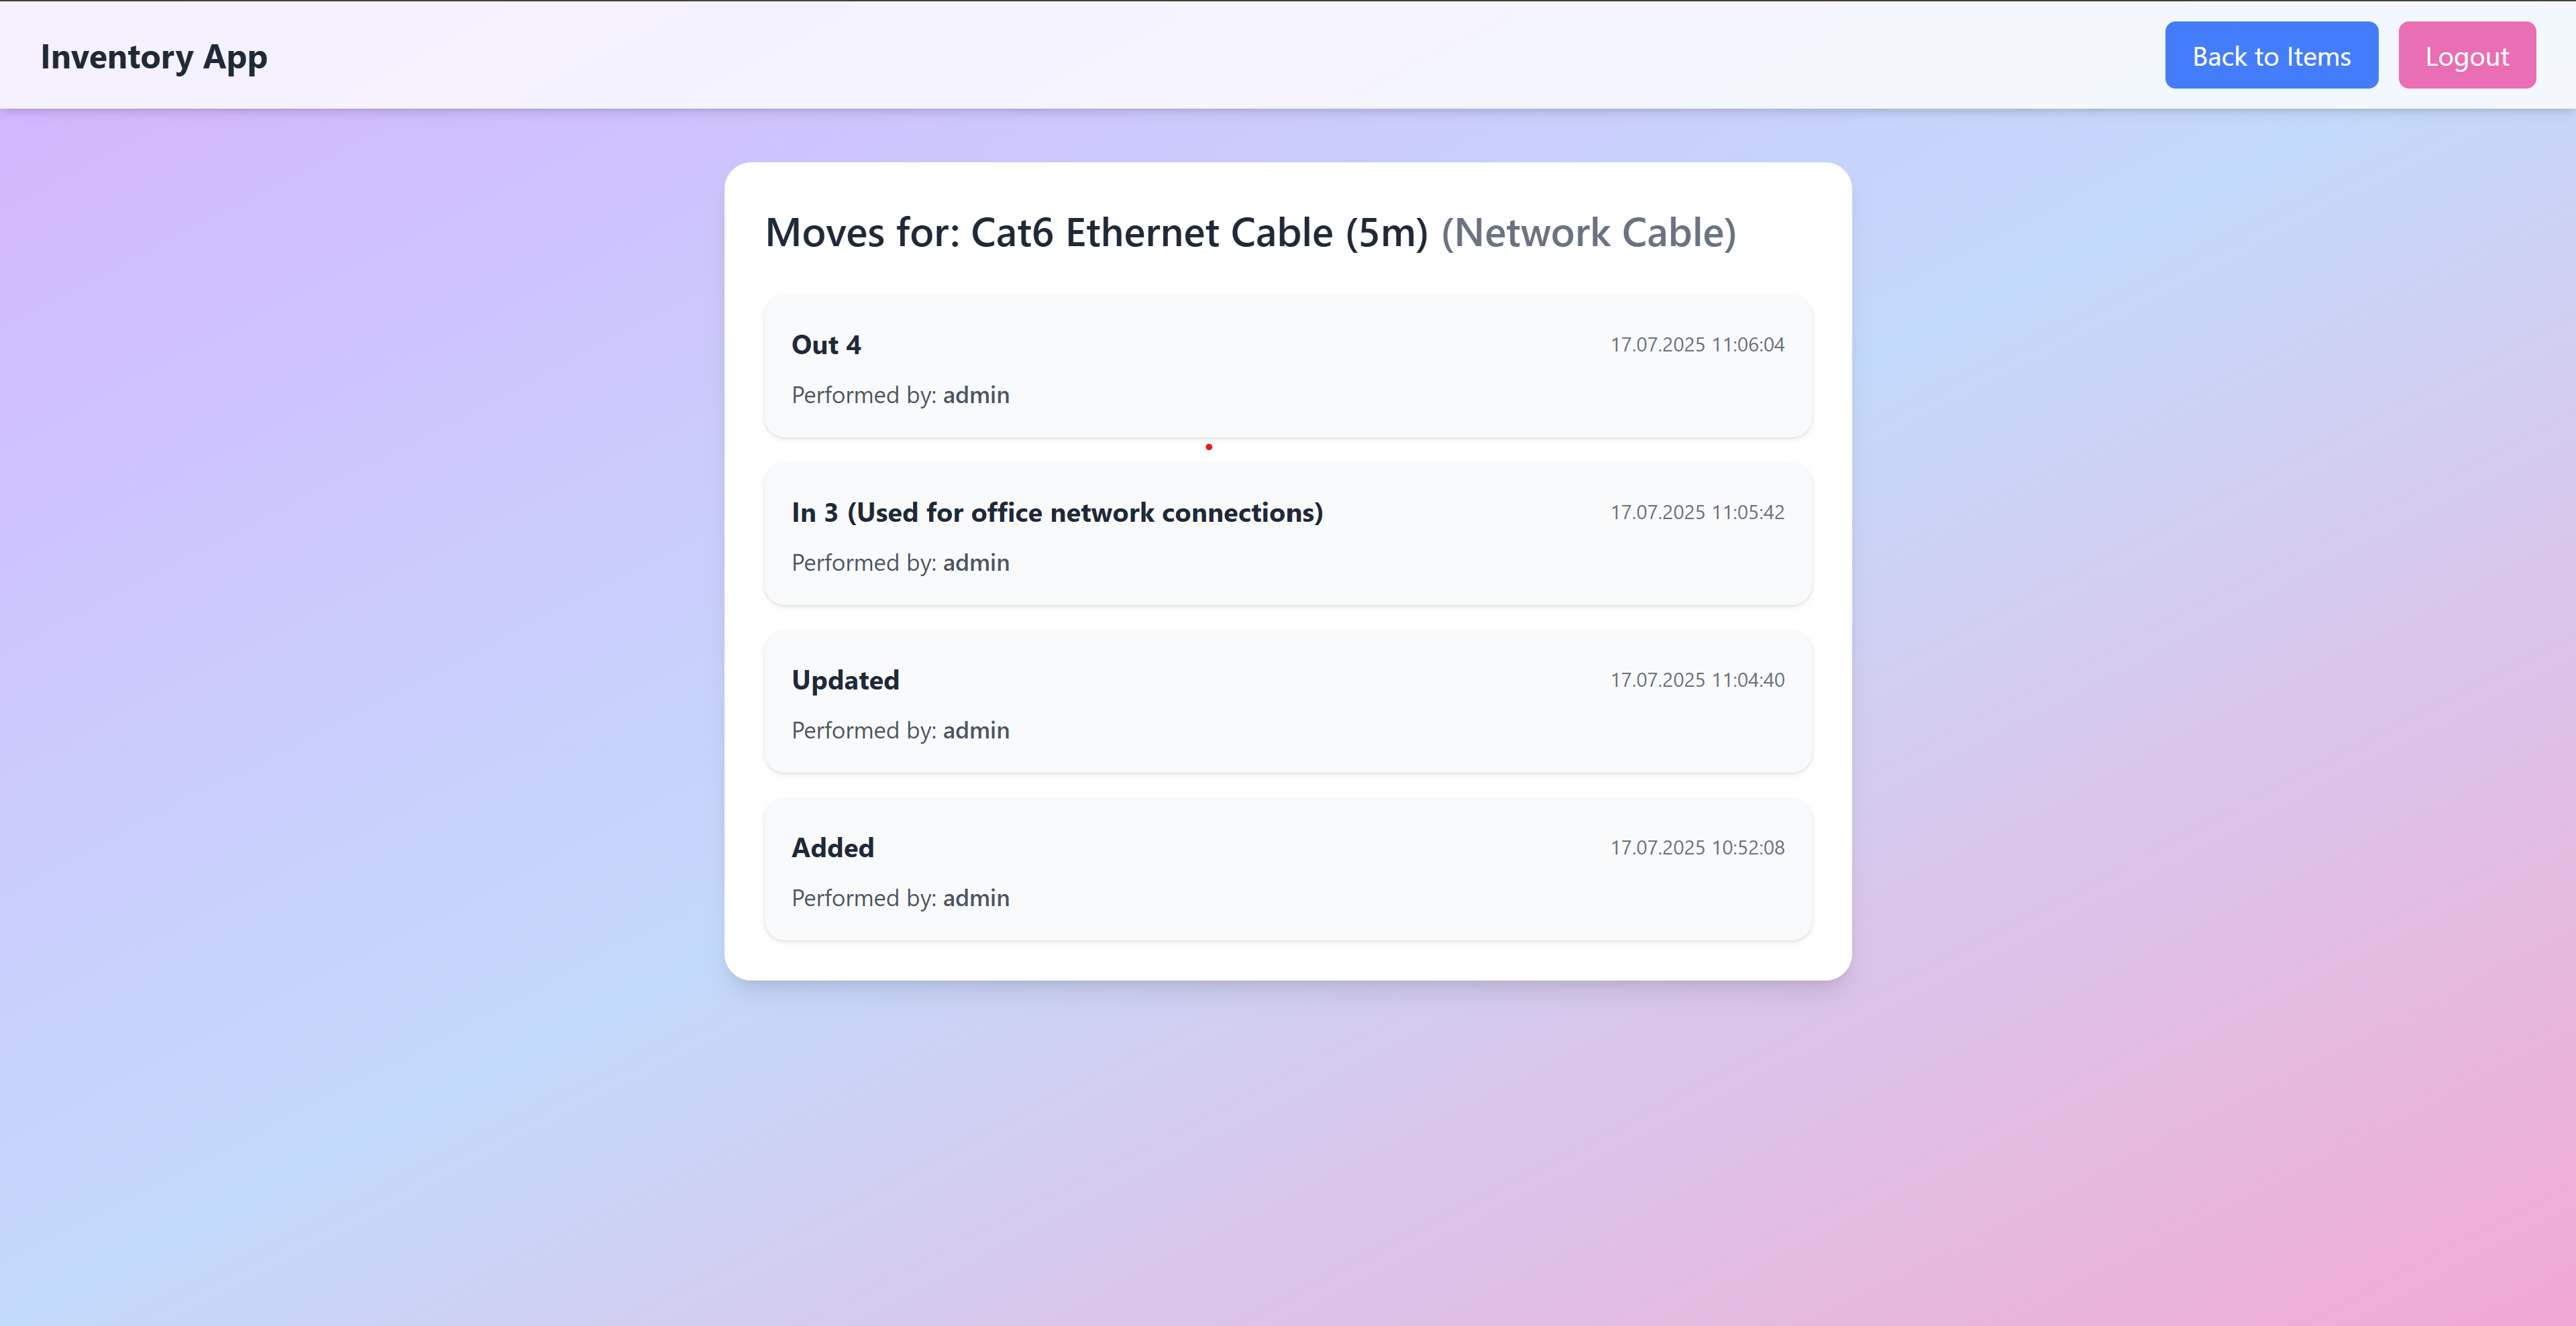 Inventory App
Back to Items
Logout
Moves for: Cat6 Ethernet Cable (5m) (Network Cable)
Out 4
17.07.2025 11:06:04
Performed by: admin
In 3 (Used for office network connections)
17.07.2025 11:05:42
Performed by: admin
Updated
17.07.2025 11:04:40
Performed by: admin
Added
17.07.2025 10:52:08
Performed by: admin